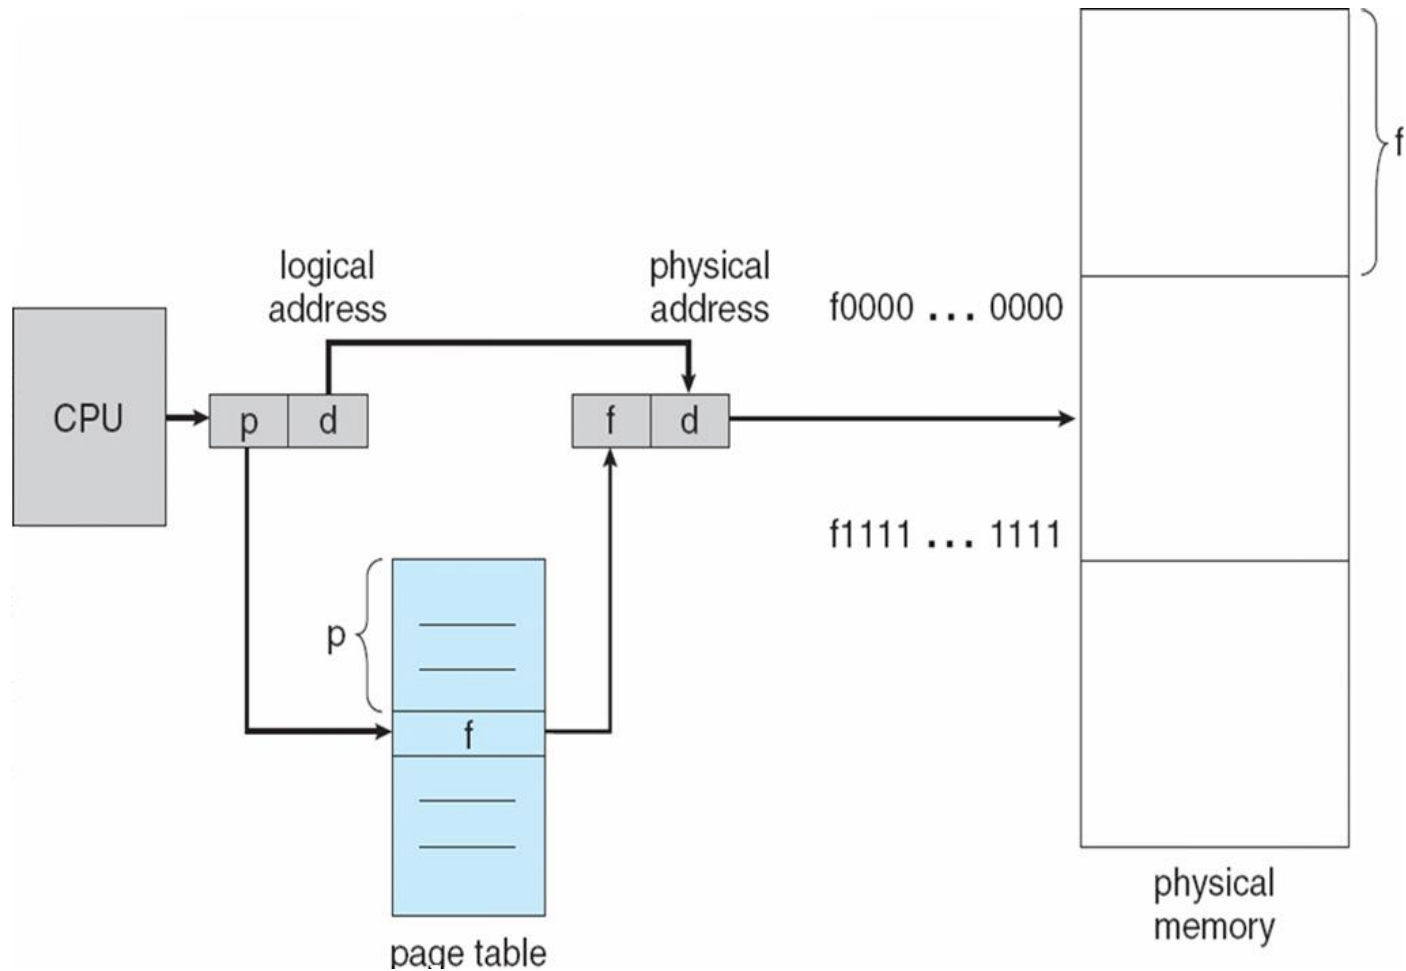 f
logical
address
physical
address
f0000 ... 0000
CPU
p
d
f
d
f1111 ... 1111
p
f
physical
memory
page table